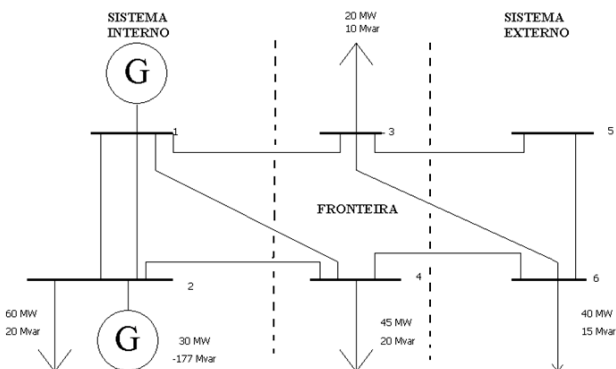 SISTEMA
INTERNO
20 MW
10 Mvar
SISTEMA
EXTERNO
G
1
3
5
FRONTEIRA
2
4
6
60 MW
20 Mvar
G
30 MW
-177 Mvar
45 MW
20 Mvar
40 MW
15 Mvar